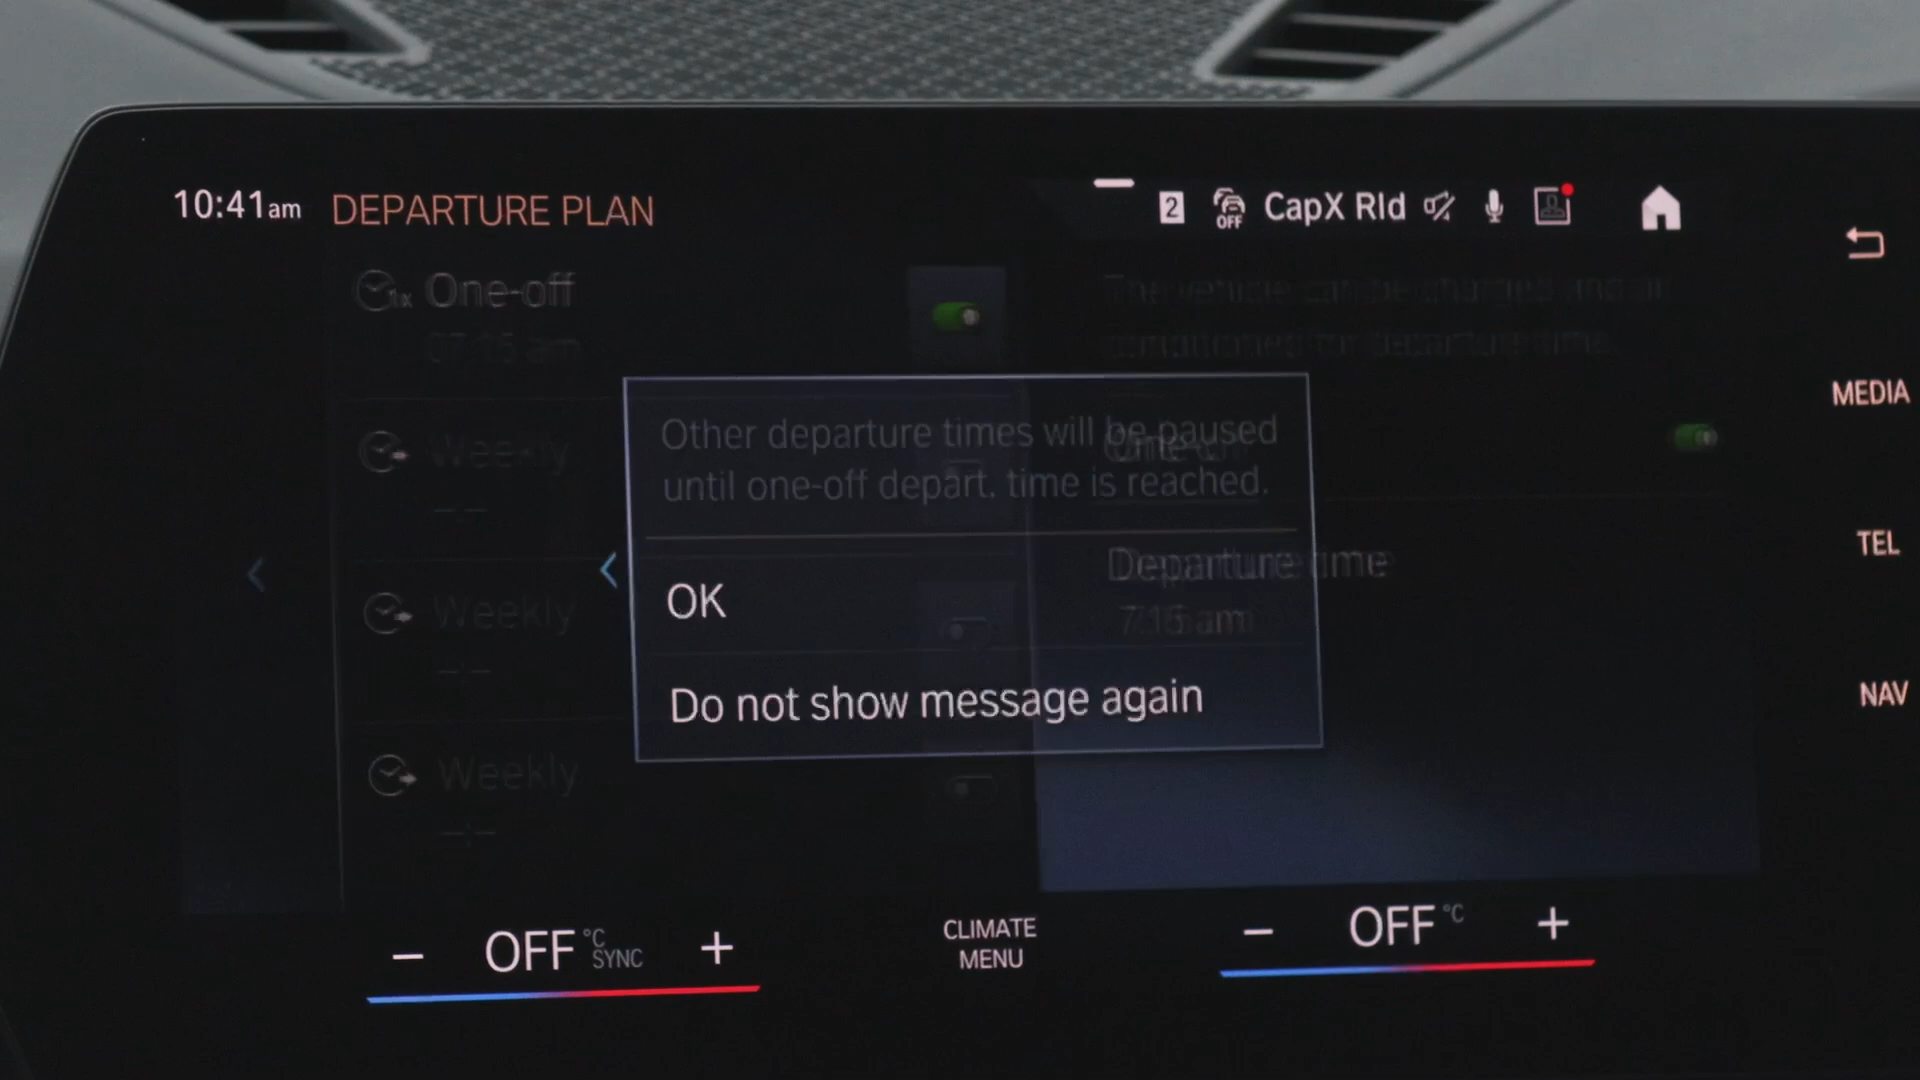 10:41am DEPARTURE PLAN 2 OFF CapX Rld
One-off
07:15 am
The vehicle can be charged and air
conditioned for departure time.
Weekly
-- --
Other departure times will be paused
until one-off depart. time is reached.
OK
Do not show message again
Departure time
7:15 am
Weekly
-- --
Weekly
-- --
MEDIA
TEL
NAV
− OFF °C SYNC +
CLIMATE
MENU
− OFF °C +